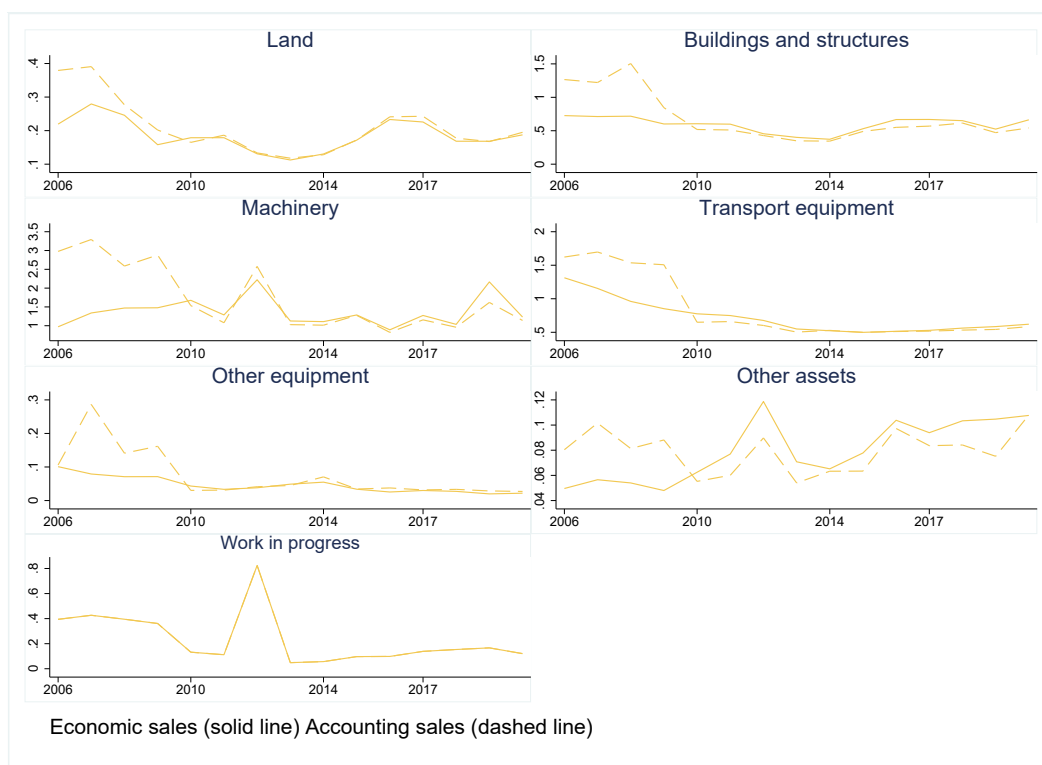 Land
.4
.3
.2
.1
2006 2010 2014 2017
Buildings and structures
1.5
1
.5
0
2006 2010 2014 2017
Machinery
3.5
3
2.5
2
1.5
1
2006 2010 2014 2017
Transport equipment
2
1.5
1
.5
2006 2010 2014 2017
Other equipment
.3
.2
.1
0
2006 2010 2014 2017
Other assets
.12
.1
.08
.06
.04
2006 2010 2014 2017
Work in progress
.8
.6
.4
.2
0
2006 2010 2014 2017
Economic sales (solid line) Accounting sales (dashed line)